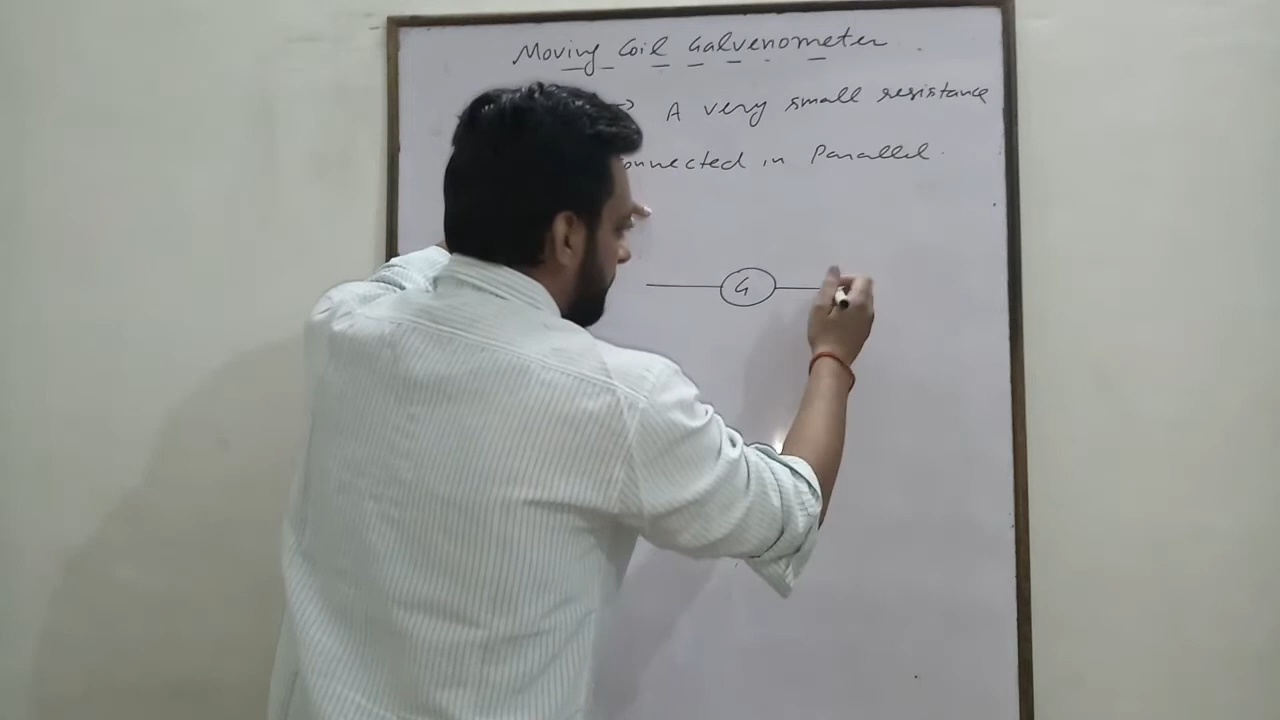 Moving Coil Galvenometer
→ A very small resistance
onnected in Parallel.
G